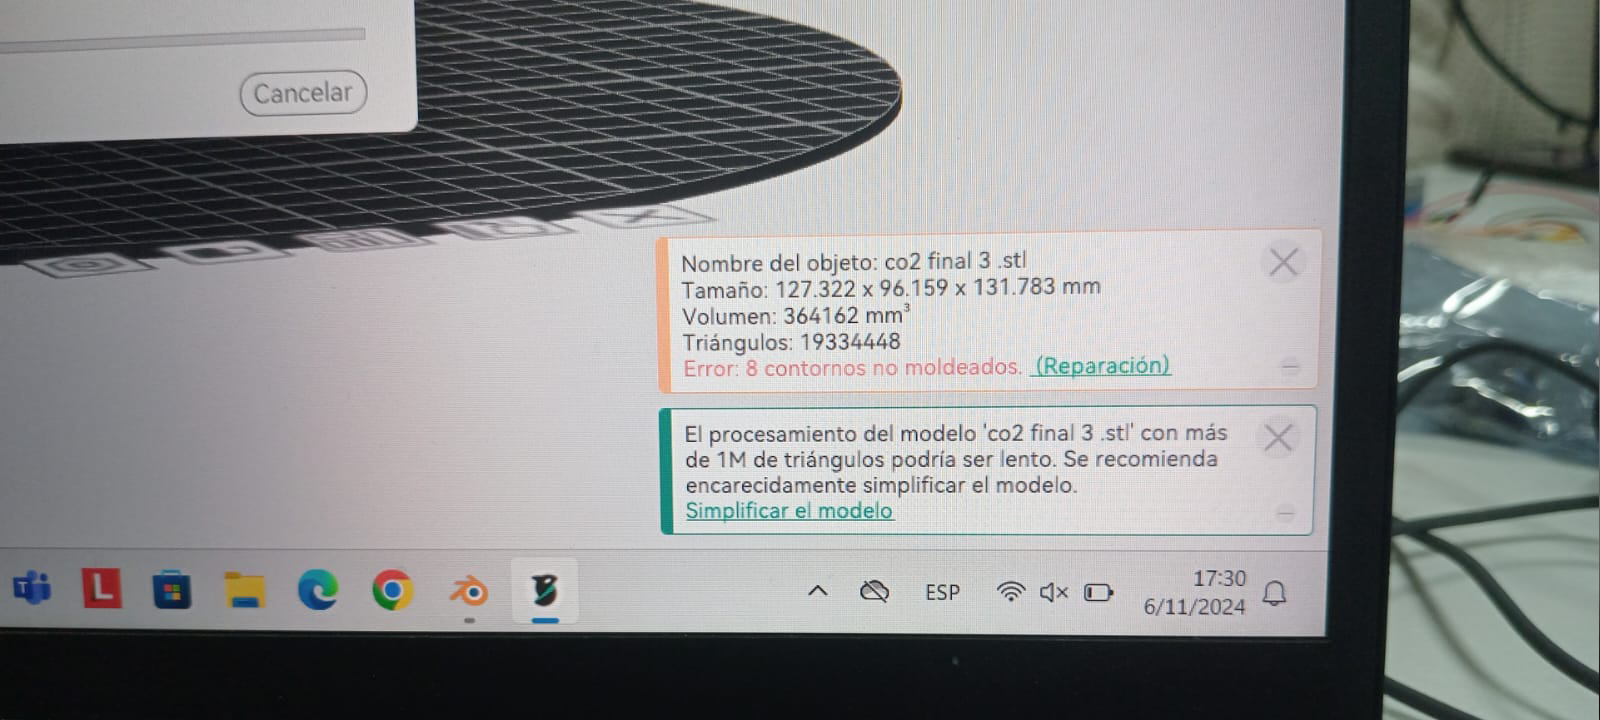 Cancelar
Nombre del objeto: co2 final 3 .stl
Tamaño: 127.322 x 96.159 x 131.783 mm
Volumen: 364162 mm³
Triángulos: 19334448
Error: 8 contornos no moldeados. (Reparación)
El procesamiento del modelo 'co2 final 3 .stl' con más
de 1M de triángulos podría ser lento. Se recomienda
encarecidamente simplificar el modelo.
Simplificar el modelo
T
L
ESP
17:30
6/11/2024